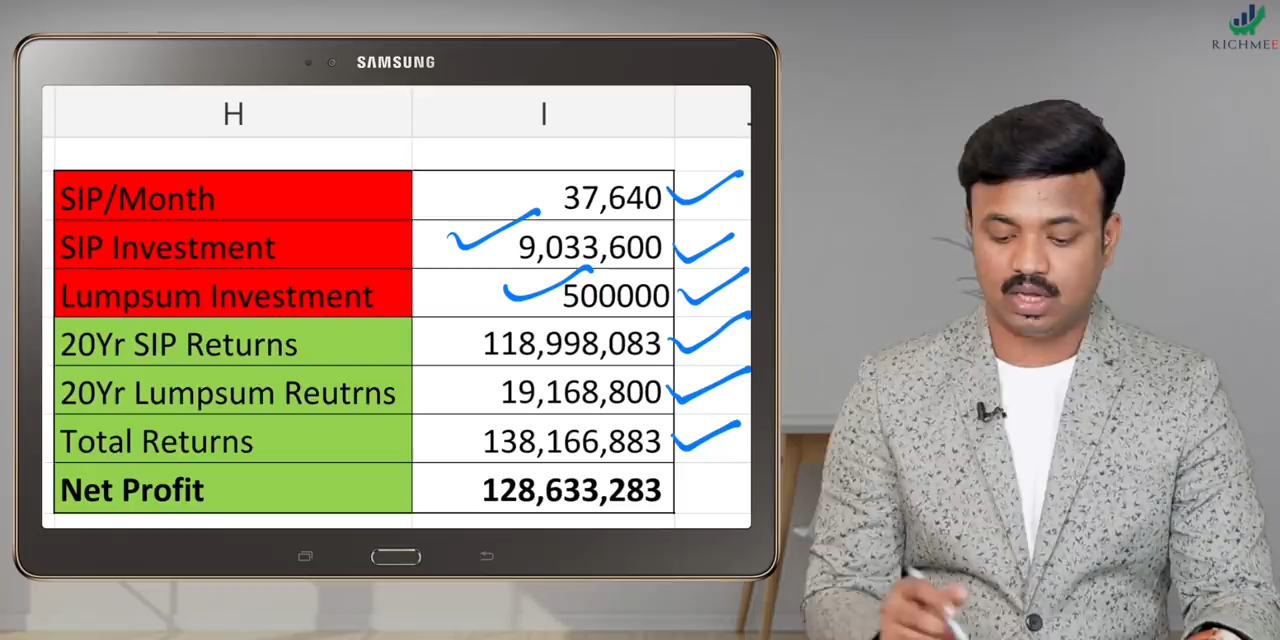 RICHMEE
SAMSUNG
H I
SIP/Month 37,640
SIP Investment 9,033,600
Lumpsum Investment 500000
20Yr SIP Returns 118,998,083
20Yr Lumpsum Reutrns 19,168,800
Total Returns 138,166,883
Net Profit 128,633,283